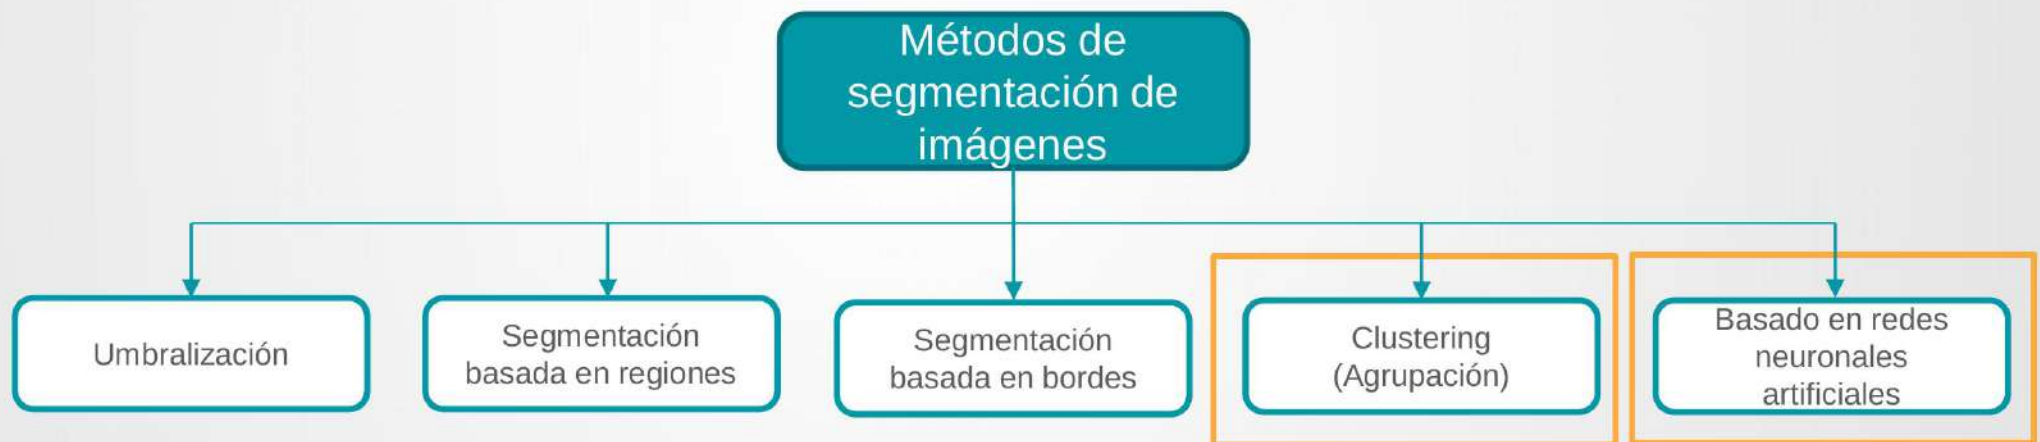 Métodos de
segmentación de
imágenes
Umbralización
Segmentación
basada en regiones
Segmentación
basada en bordes
Clustering
(Agrupación)
Basado en redes
neuronales
artificiales